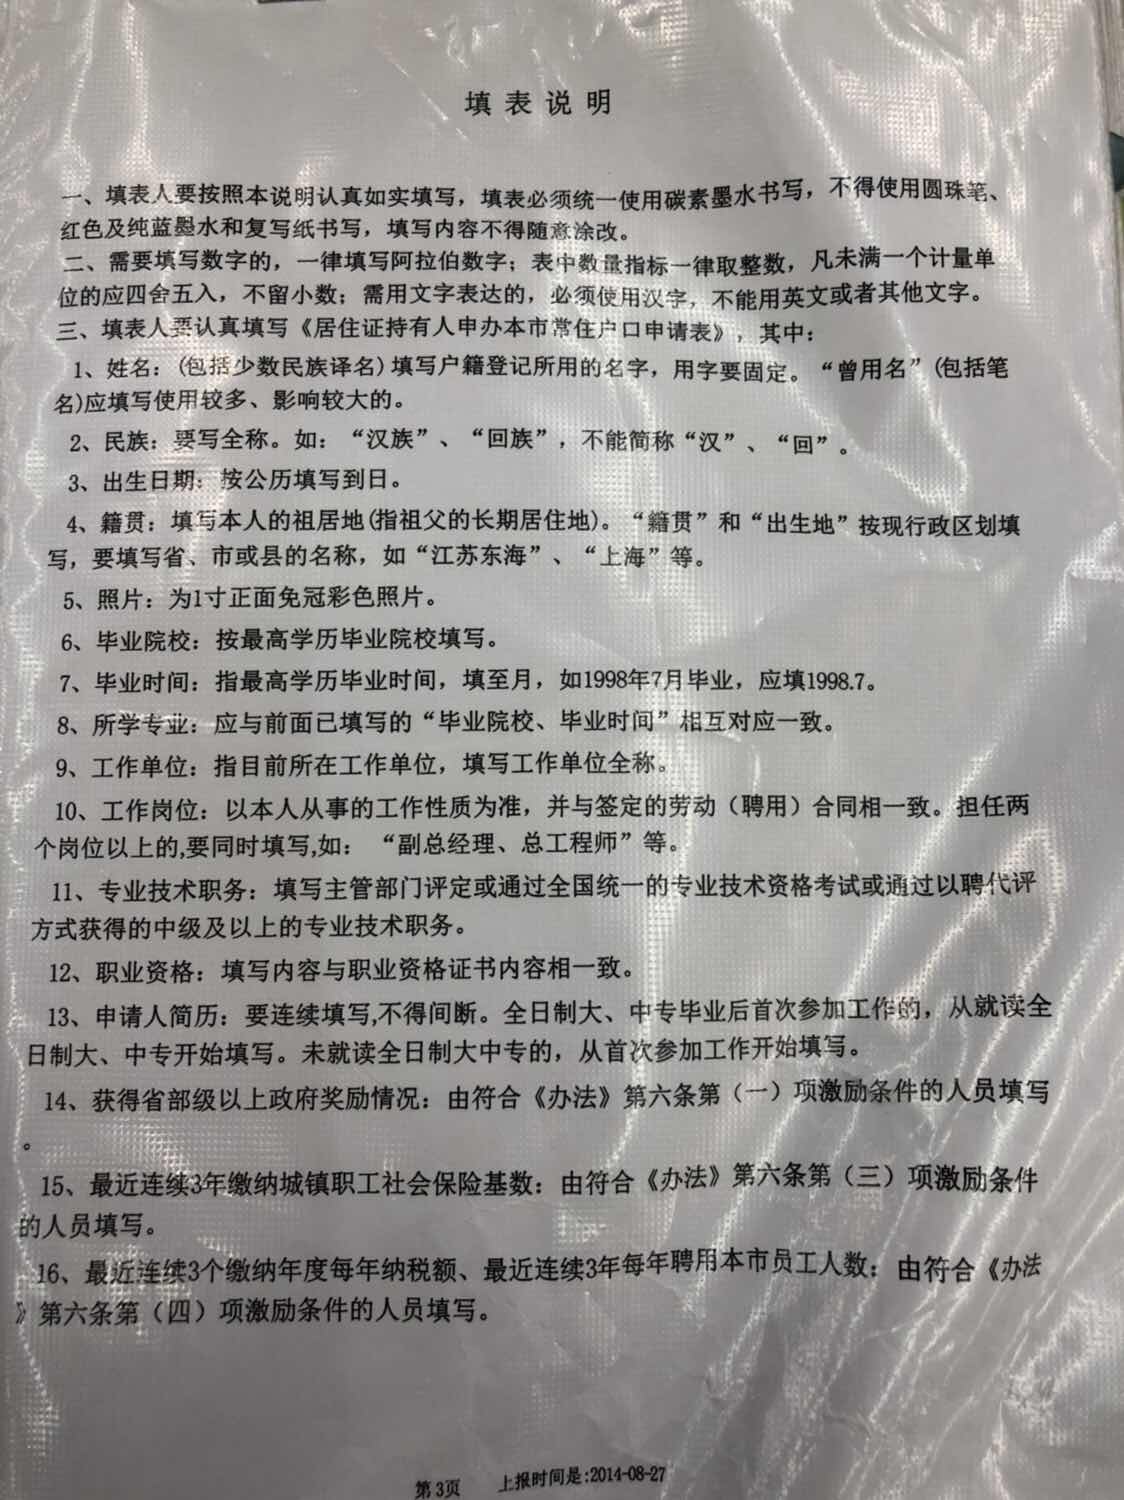 填表说明
一、填表人要按照本说明认真如实填写，填表必须统一使用碳素墨水书写，不得使用圆珠笔、
红色及纯蓝墨水和复写纸书写，填写内容不得随意涂改。
二、需要填写数字的，一律填写阿拉伯数字；表中数量指标一律取整数，凡未满一个计量单
位的应四舍五入，不留小数；需用文字表达的，必须使用汉字，不能用英文或者其他文字。
三、填表人要认真填写《居住证持有人申办本市常住户口申请表》，其中：
1、姓名：(包括少数民族译名)填写户籍登记所用的名字，用字要固定。“曾用名”(包括笔
名)应填写使用较多、影响较大的。
2、民族：要写全称。如：“汉族”、“回族”，不能简称“汉”、“回”。
3、出生日期：按公历填写到日。
4、籍贯：填写本人的祖居地(指祖父的长期居住地)。“籍贯”和“出生地”按现行政区划填
写，要填写省、市或县的名称，如“江苏东海”、“上海”等。
5、照片：为1寸正面免冠彩色照片。
6、毕业院校：按最高学历毕业院校填写。
7、毕业时间：指最高学历毕业时间，填至月，如1998年7月毕业，应填1998.7。
8、所学专业：应与前面已填写的“毕业院校、毕业时间”相互对应一致。
9、工作单位：指目前所在工作单位，填写工作单位全称。
10、工作岗位：以本人从事的工作性质为准，并与签定的劳动（聘用）合同相一致。担任两
个岗位以上的,要同时填写,如：“副总经理、总工程师”等。
11、专业技术职务：填写主管部门评定或通过全国统一的专业技术资格考试或通过以聘代评
方式获得的中级及以上的专业技术职务。
12、职业资格：填写内容与职业资格证书内容相一致。
13、申请人简历：要连续填写,不得间断。全日制大、中专毕业后首次参加工作的，从就读全
日制大、中专开始填写。未就读全日制大中专的，从首次参加工作开始填写。
14、获得省部级以上政府奖励情况：由符合《办法》第六条第（一）项激励条件的人员填写
。
15、最近连续3年缴纳城镇职工社会保险基数：由符合《办法》第六条第（三）项激励条件
的人员填写。
16、最近连续3个缴纳年度每年纳税额、最近连续3年每年聘用本市员工人数：由符合《办法
》第六条第（四）项激励条件的人员填写。
第3页 上报时间是:2014-08-27